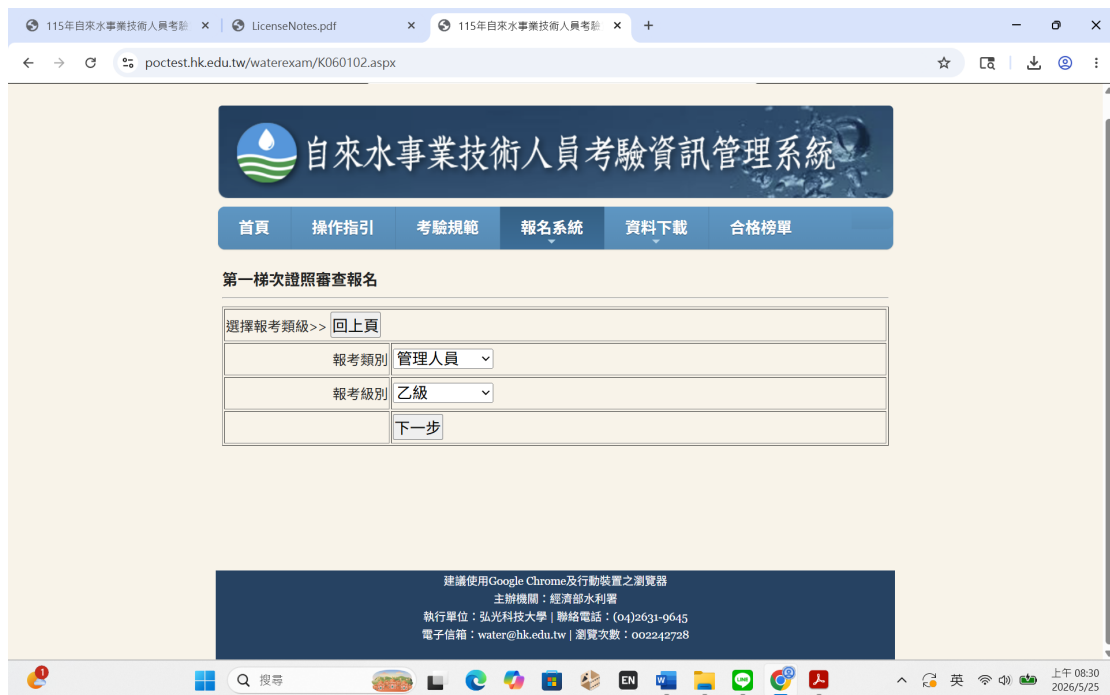 115年自來水事業技術人員考驗
LicenseNotes.pdf
115年自來水事業技術人員考驗
poctest.hk.edu.tw/waterexam/K060102.aspx
自來水事業技術人員考驗資訊管理系統
首頁 操作指引 考驗規範 報名系統 資料下載 合格榜單
第一梯次證照審查報名
選擇報考類級>> 回上頁
報考類別 管理人員
報考級別 乙級
下一步
建議使用Google Chrome及行動裝置之瀏覽器
主辦機關：經濟部水利署
執行單位：弘光科技大學 | 聯絡電話：(04)2631-9645
電子信箱：water@hk.edu.tw | 瀏覽次數：002242728
1
搜尋
EN
LINE
英
上午 08:30
2026/5/25